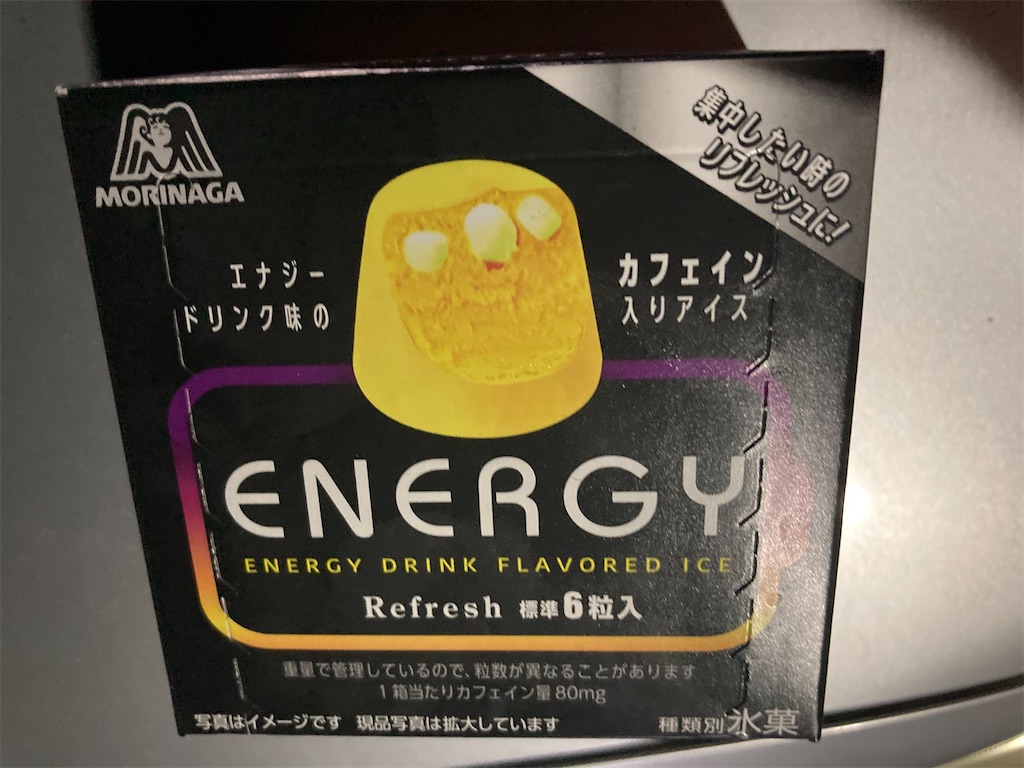 MORINAGA
集中したい時の
リフレッシュに!
エナジー
ドリンク味の
カフェイン
入りアイス
ENERGY
ENERGY DRINK FLAVORED ICE
Refresh 標準6粒入
重量で管理しているので、粒数が異なることがあります
1箱当たりカフェイン量80mg
写真はイメージです 現品写真は拡大しています
種類別氷菓